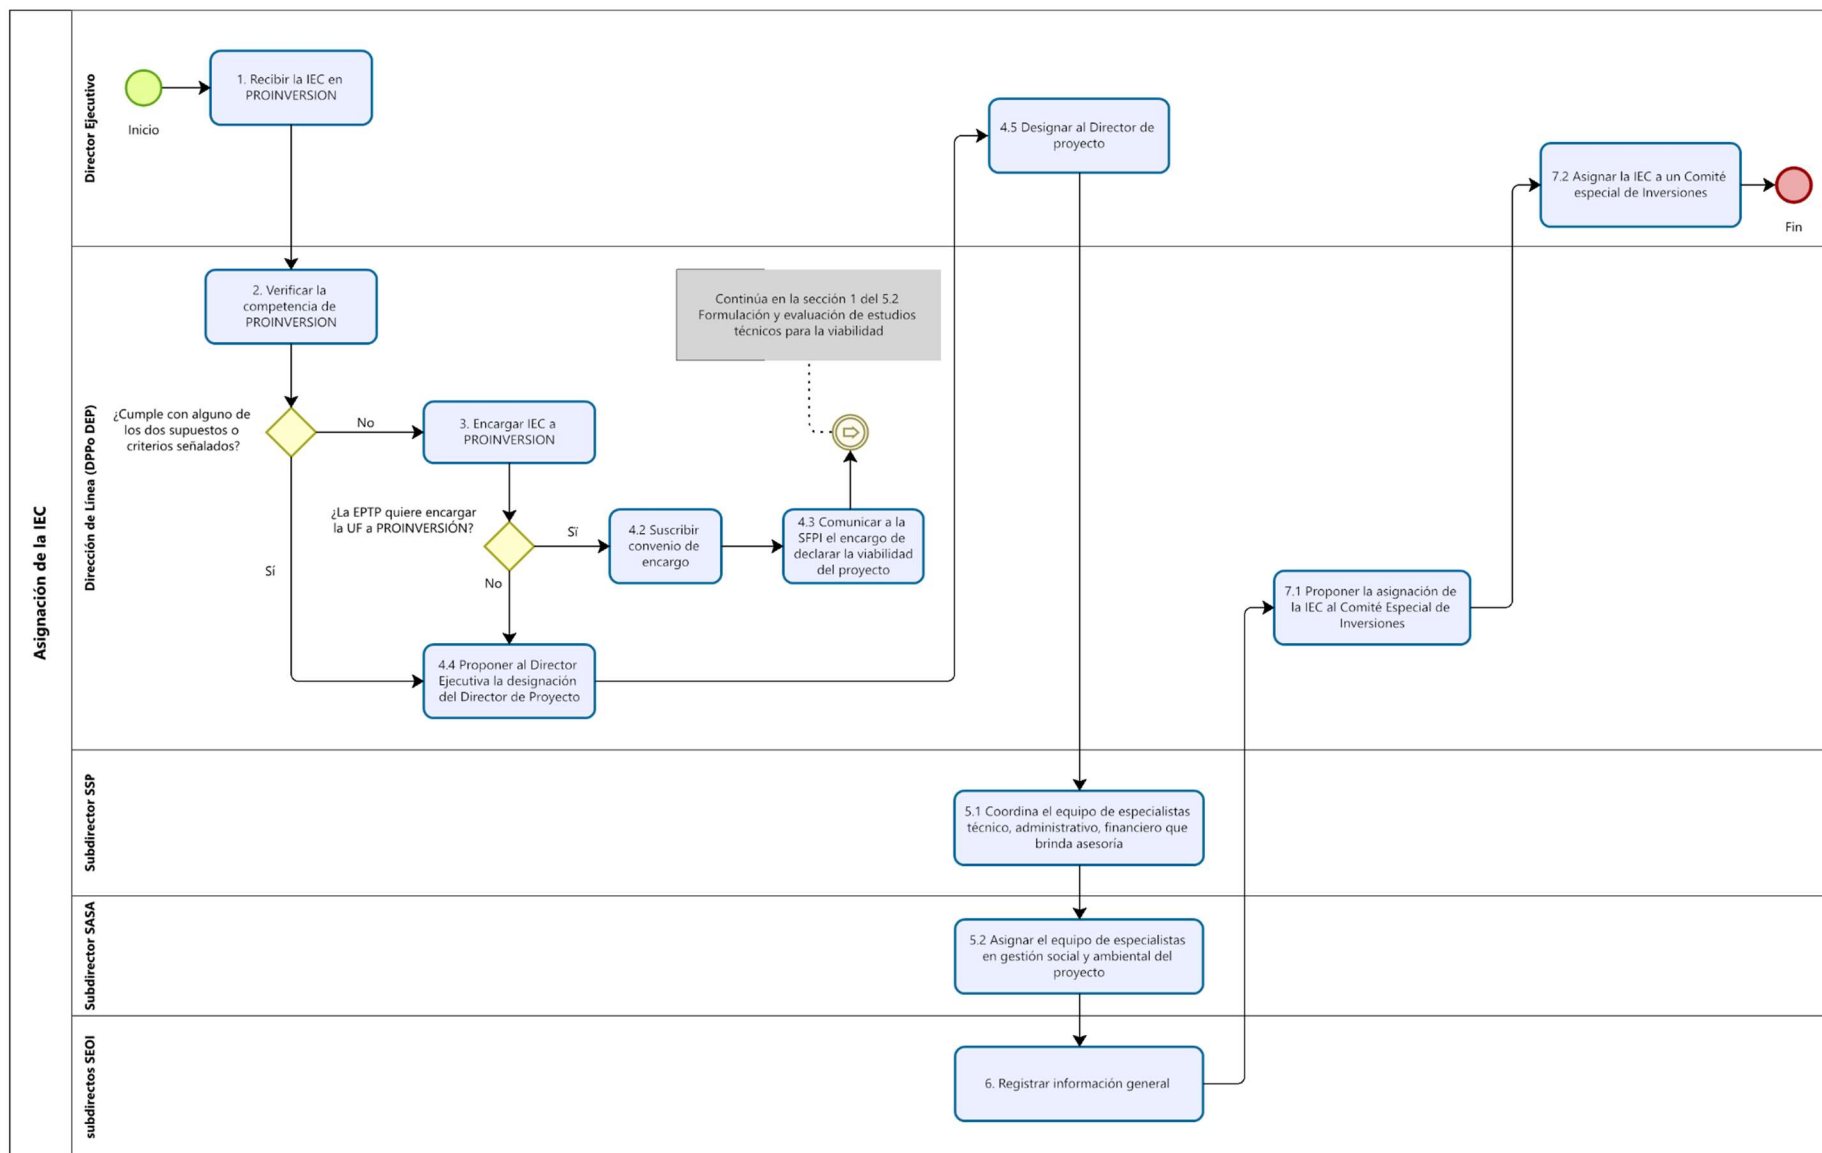 Asignación de la IEC
Director Ejecutivo
Inicio
1. Recibir la IEC en
PROINVERSION
4.5 Designar al Director de
proyecto
7.2 Asignar la IEC a un Comité
especial de Inversiones
Fin
Dirección de Línea (DPPo DEP)
2. Verificar la
competencia de
PROINVERSION
Continúa en la sección 1 del 5.2
Formulación y evaluación de estudios
técnicos para la viabilidad
¿Cumple con alguno de
los dos supuestos o
criterios señalados?
No
3. Encargar IEC a
PROINVERSION
¿La EPTP quiere encargar
la UF a PROINVERSIÓN?
Sï
4.2 Suscribir
convenio de
encargo
4.3 Comunicar a la
SFPI el encargo de
declarar la viabilidad
del proyecto
Sí
No
4.4 Proponer al Director
Ejecutiva la designación
del Director de Proyecto
7.1 Proponer la asignación de
la IEC al Comité Especial de
Inversiones
Subdirector SSP
5.1 Coordina el equipo de especialistas
técnico, administrativo, financiero que
brinda asesoría
Subdirector SASA
5.2 Asignar el equipo de especialistas
en gestión social y ambiental del
proyecto
subdirectos SEOI
6. Registrar información general